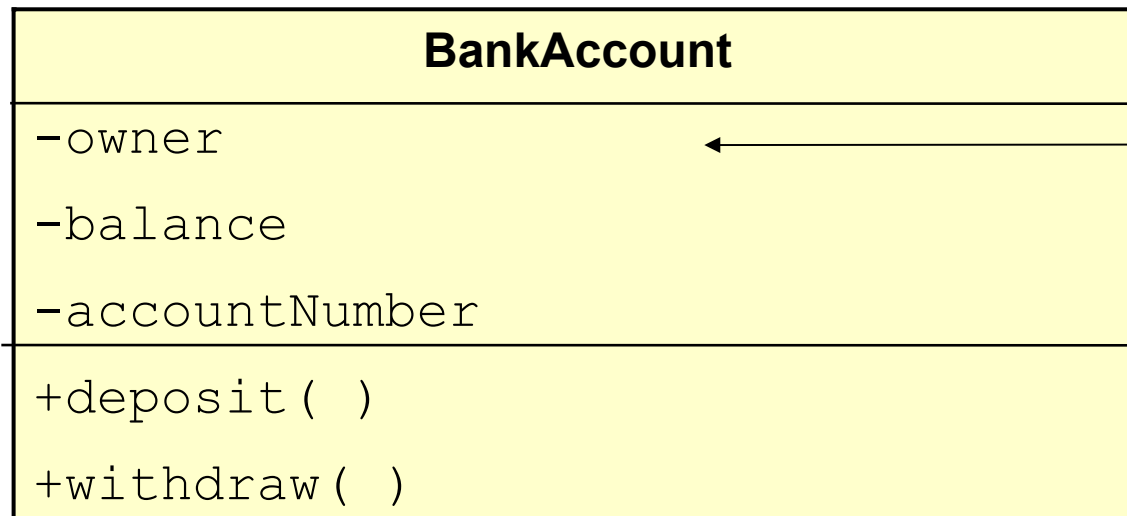 BankAccount
-owner
-balance
-accountNumber
+deposit( )
+withdraw( )